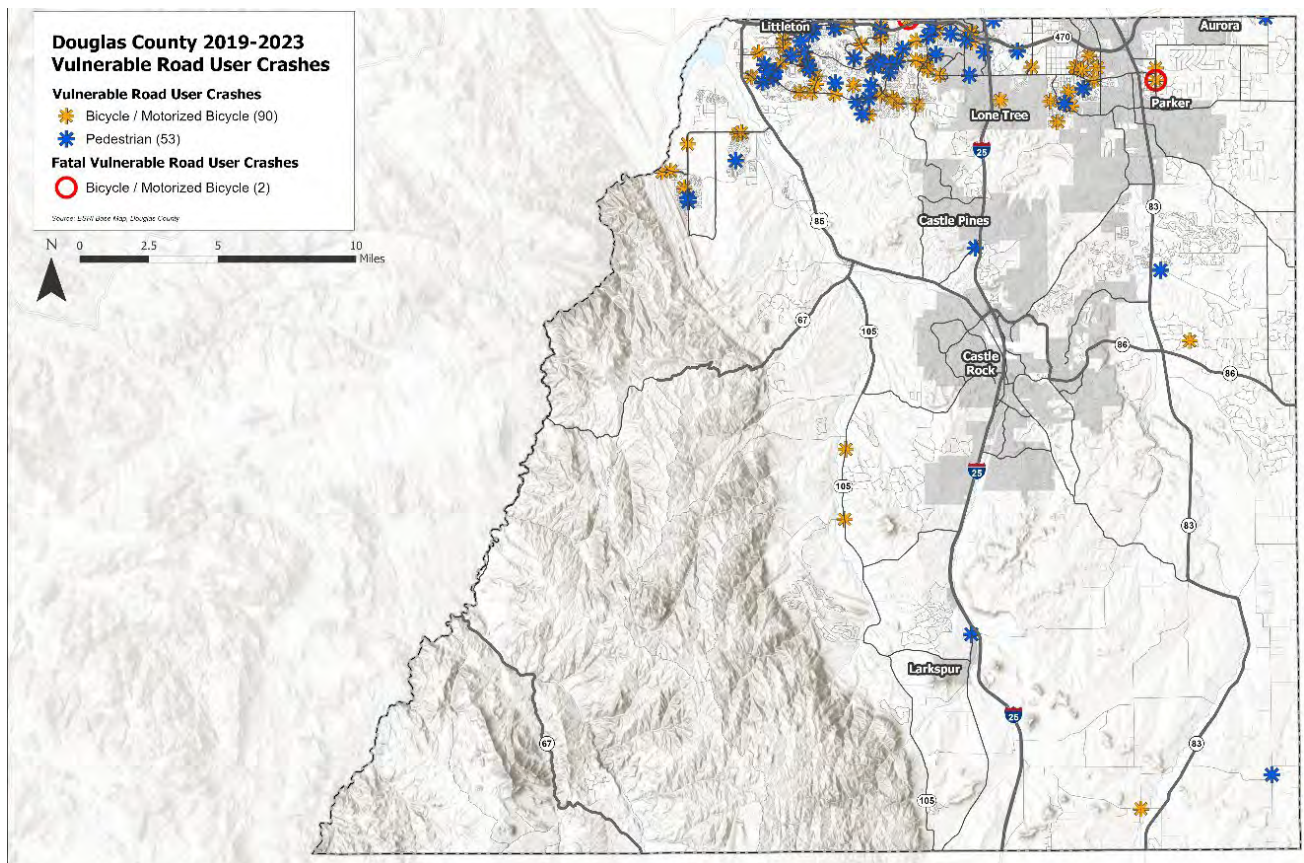 Douglas County 2019-2023
Vulnerable Road User Crashes
Vulnerable Road User Crashes
Bicycle / Motorized Bicycle (90)
Pedestrian (53)
Fatal Vulnerable Road User Crashes
Bicycle / Motorized Bicycle (2)
Source: ESRI Base Map, Douglas County
N
0 2.5 5 10
Miles
Littleton
470
Aurora
Parker
Lone Tree
25
83
Castle Pines
85
67
105
86
Castle
Rock
86
105
25
83
Larkspur
25
67
83
105